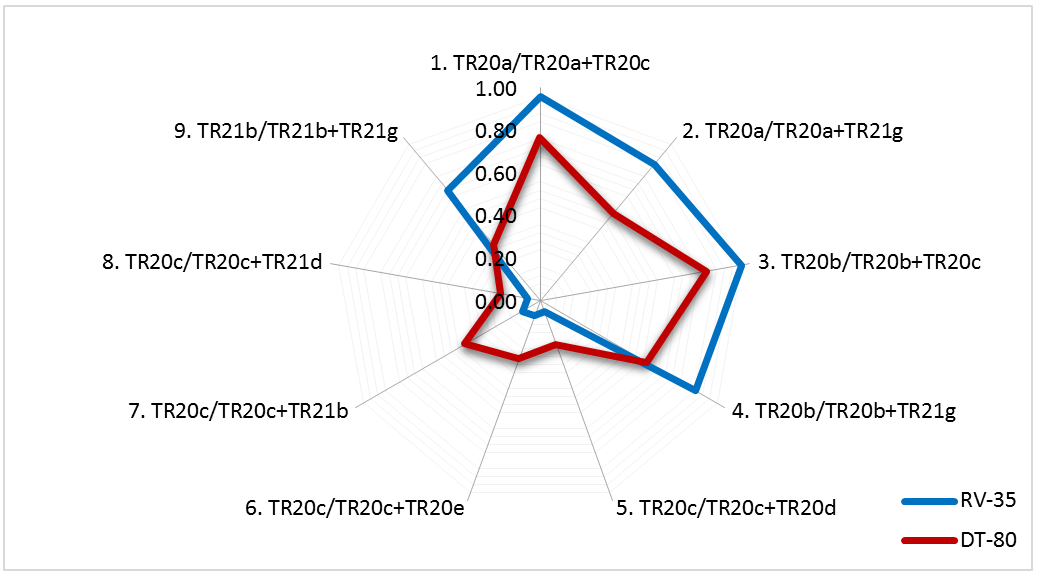 1. TR20a/TR20a+TR20c
1.00
9. TR21b/TR21b+TR21g
0.80
2. TR20a/TR20a+TR21g
0.60
0.40
8. TR20c/TR20c+TR21d
0.20
3. TR20b/TR20b+TR20c
0.00
7. TR20c/TR20c+TR21b
4. TR20b/TR20b+TR21g
6. TR20c/TR20c+TR20e
5. TR20c/TR20c+TR20d
RV-35
DT-80